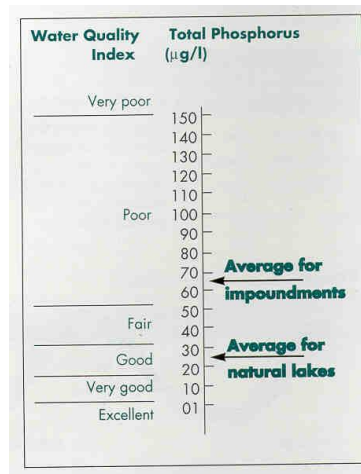 Water Quality Index
Total Phosphorus (µg/l)
Very poor
150
140
130
120
110
Poor
100
90
80
70
Average for
impoundments
60
50
Fair
40
30
Average for
Good
20
natural lakes
Very good
10
Excellent
01